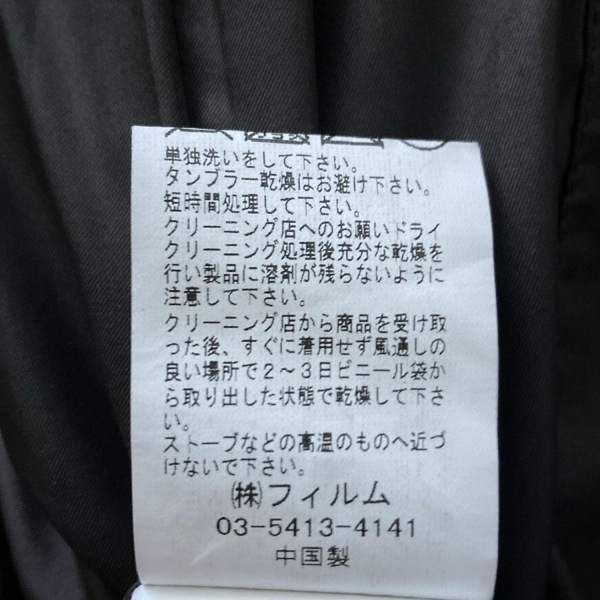 単独洗いをして下さい。
タンブラー乾燥はお避け下さい。
短時間処理して下さい。
クリーニング店へのお願いドライ
クリーニング処理後充分な乾燥を
行い製品に溶剤が残らないように
注意して下さい。
クリーニング店から商品を受け取
った後、すぐに着用せず風通しの
良い場所で2〜3日ビニール袋か
ら取り出した状態で乾燥して下さ
い。
ストーブなどの高温のものへ近づ
けないで下さい。
㈱フィルム
03-5413-4141
中国製